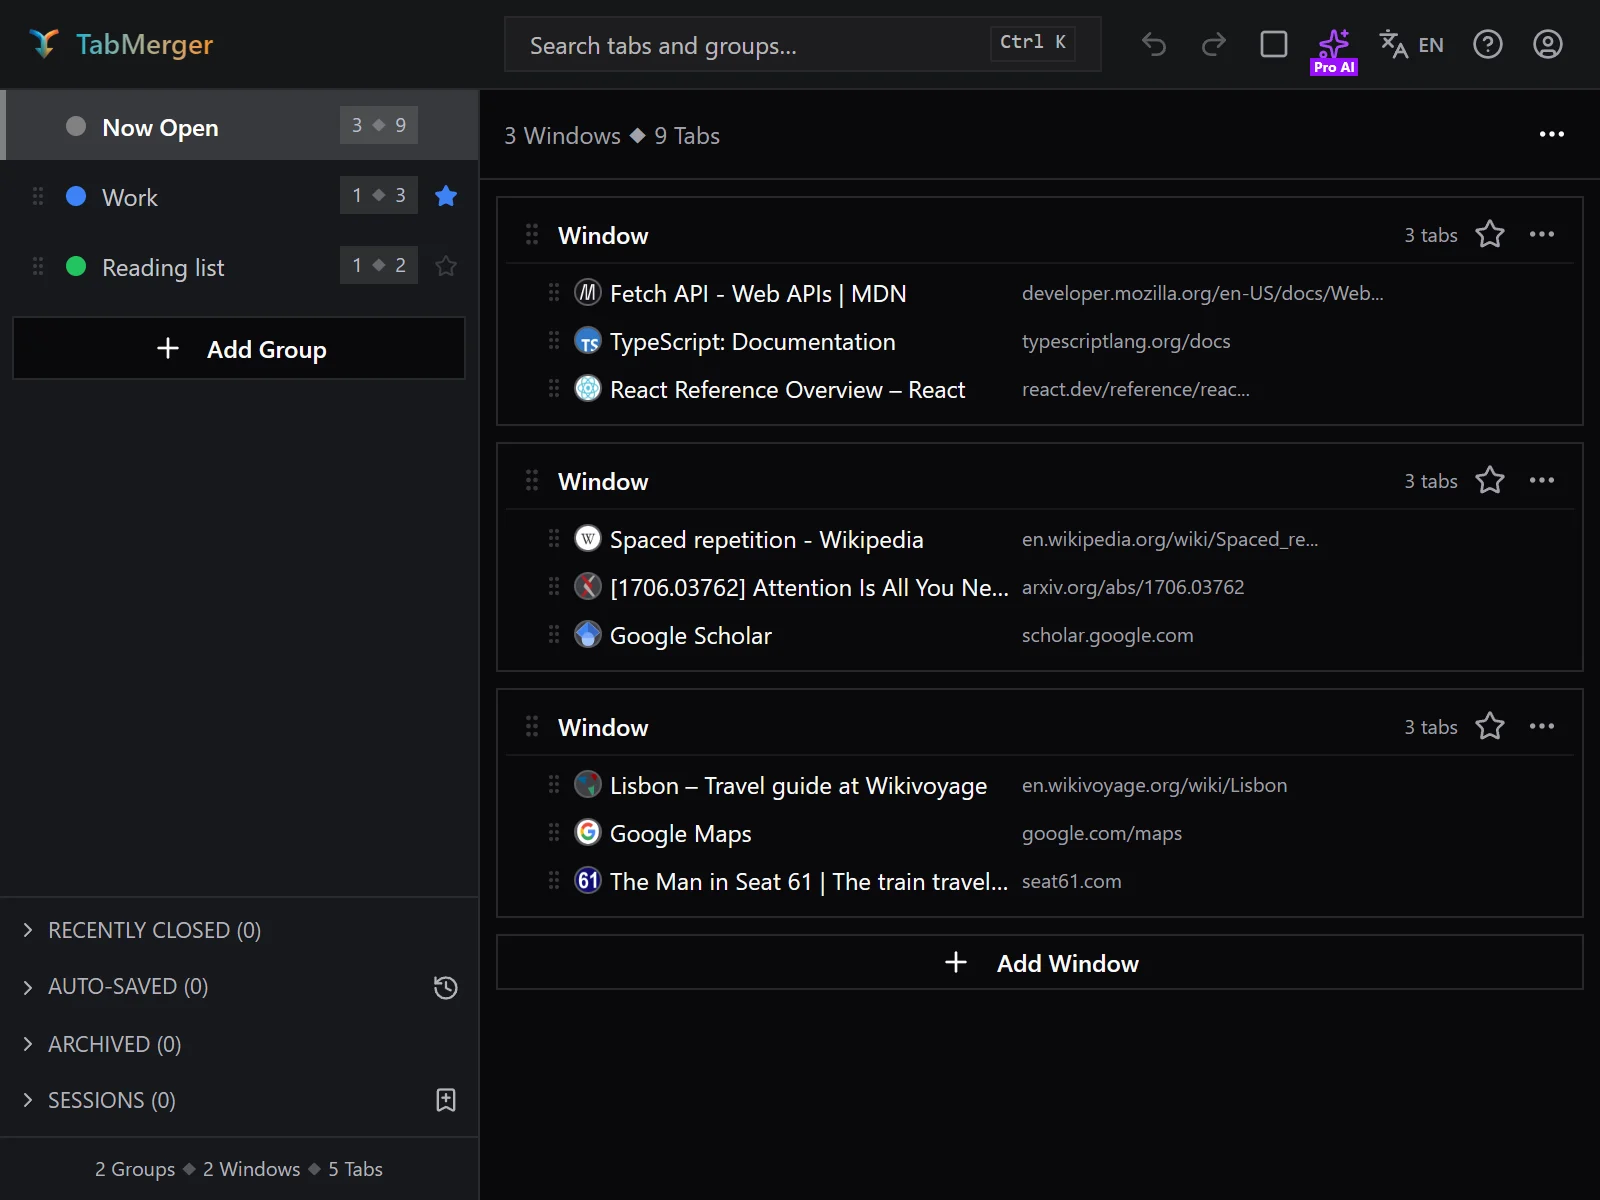 TabMerger
Search tabs and groups...
Ctrl K
Pro AI
EN
Now Open
3 ◆ 9
Work
1 ◆ 3
Reading list
1 ◆ 2
Add Group
RECENTLY CLOSED (0)
AUTO-SAVED (0)
ARCHIVED (0)
SESSIONS (0)
2 Groups ◆ 2 Windows ◆ 5 Tabs
3 Windows ◆ 9 Tabs
Window
3 tabs
Fetch API - Web APIs | MDN
developer.mozilla.org/en-US/docs/Web...
TS
TypeScript: Documentation
typescriptlang.org/docs
React Reference Overview – React
react.dev/reference/reac...
Window
3 tabs
W
Spaced repetition - Wikipedia
en.wikipedia.org/wiki/Spaced_re...
[1706.03762] Attention Is All You Ne...
arxiv.org/abs/1706.03762
Google Scholar
scholar.google.com
Window
3 tabs
Lisbon – Travel guide at Wikivoyage
en.wikivoyage.org/wiki/Lisbon
G
Google Maps
google.com/maps
61
The Man in Seat 61 | The train travel...
seat61.com
Add Window